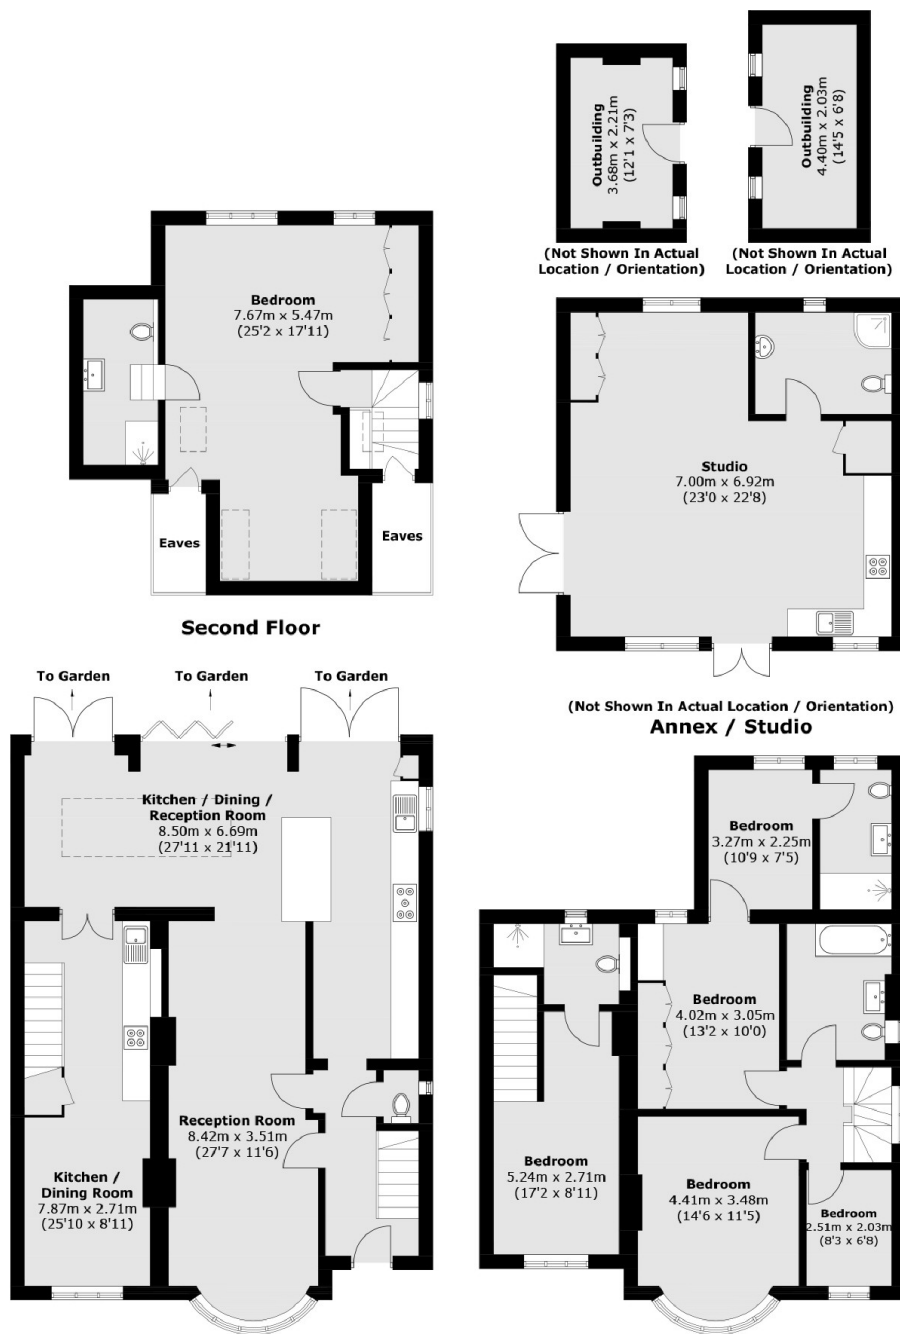 Outbuilding
3.68m x 2.21m
(12'1 x 7'3)
(Not Shown In Actual
Location / Orientation)
Outbuilding
4.40m x 2.03m
(14'5 x 6'8)
(Not Shown In Actual
Location / Orientation)
Bedroom
7.67m x 5.47m
(25'2 x 17'11)
Eaves
Eaves
Second Floor
Studio
7.00m x 6.92m
(23'0 x 22'8)
(Not Shown In Actual Location / Orientation)
Annex / Studio
To Garden
To Garden
To Garden
Kitchen / Dining /
Reception Room
8.50m x 6.69m
(27'11 x 21'11)
Reception Room
8.42m x 3.51m
(27'7 x 11'6)
Kitchen /
Dining Room
7.87m x 2.71m
(25'10 x 8'11)
Bedroom
3.27m x 2.25m
(10'9 x 7'5)
Bedroom
4.02m x 3.05m
(13'2 x 10'0)
Bedroom
5.24m x 2.71m
(17'2 x 8'11)
Bedroom
4.41m x 3.48m
(14'6 x 11'5)
Bedroom
2.51m x 2.03m
(8'3 x 6'8)